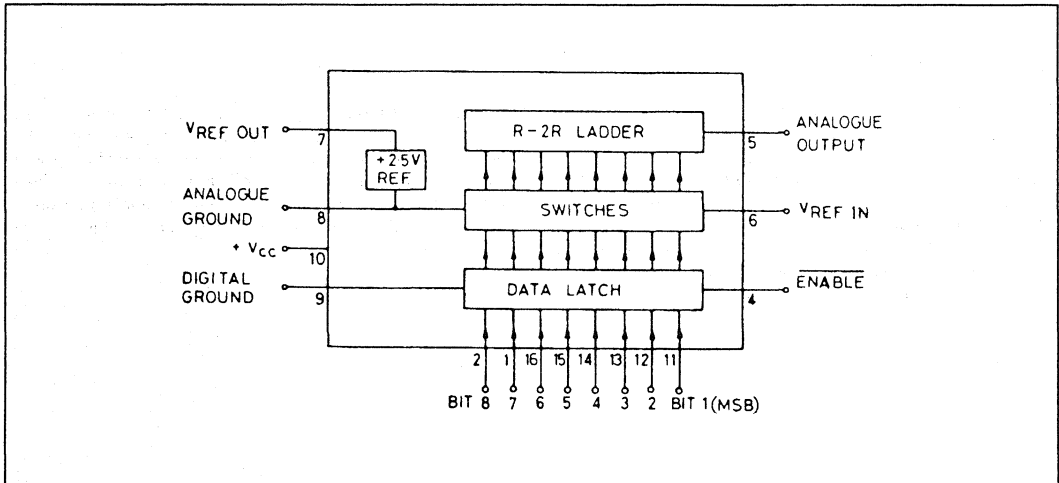 R-2R LADDER
VREF OUT
7
+2.5V
REF.
5
ANALOGUE
OUTPUT
ANALOGUE
GROUND
8
SWITCHES
6
VREF IN
+ VCC
10
DIGITAL
GROUND
9
DATA LATCH
4
ENABLE
2 1 16 15 14 13 12 11
BIT 8 7 6 5 4 3 2 BIT 1 (MSB)